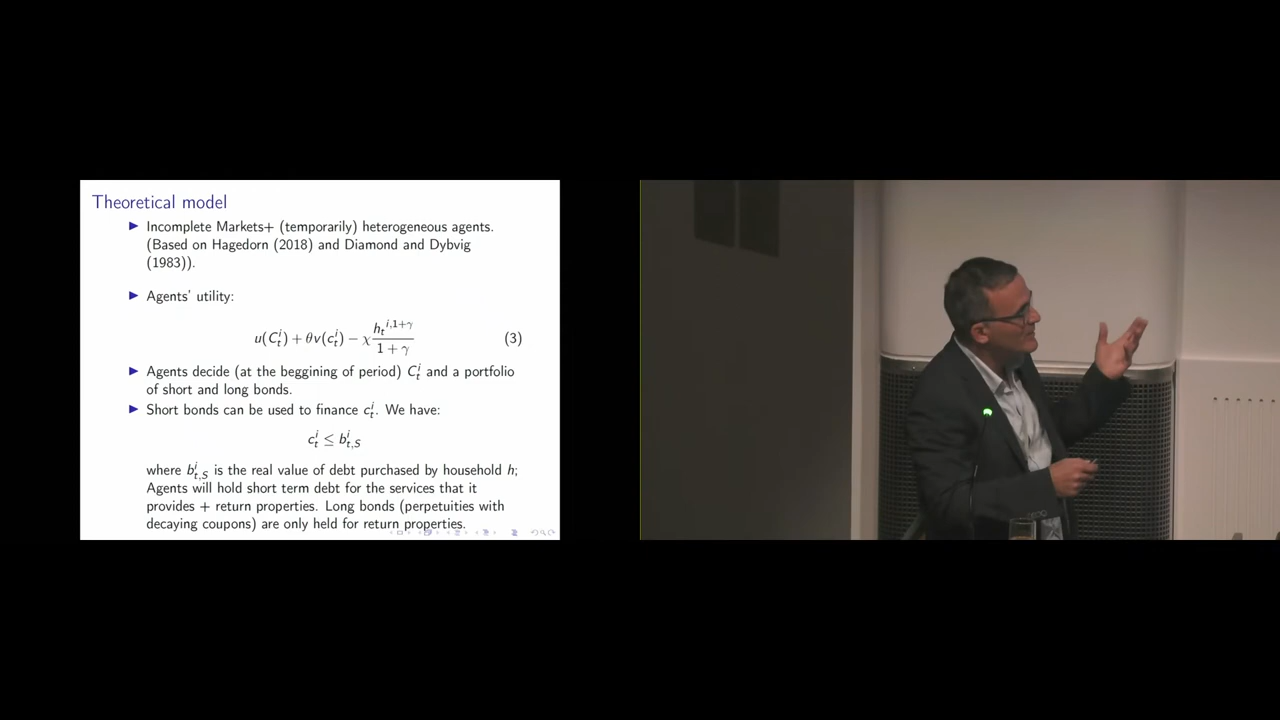 Theoretical model
▶ Incomplete Markets+ (temporarily) heterogeneous agents.
(Based on Hagedorn (2018) and Diamond and Dybvig
(1983)).
▶ Agents' utility:
u(C_t^i) + θv(c_t^i) − χ h_t^{i,1+γ} / (1 + γ) (3)
▶ Agents decide (at the beggining of period) C_t^i and a portfolio
of short and long bonds.
▶ Short bonds can be used to finance c_t^i. We have:
c_t^i ≤ b_{t,S}^i
where b_{t,S}^i is the real value of debt purchased by household h;
Agents will hold short term debt for the services that it
provides + return properties. Long bonds (perpetuities with
decaying coupons) are only held for return properties.